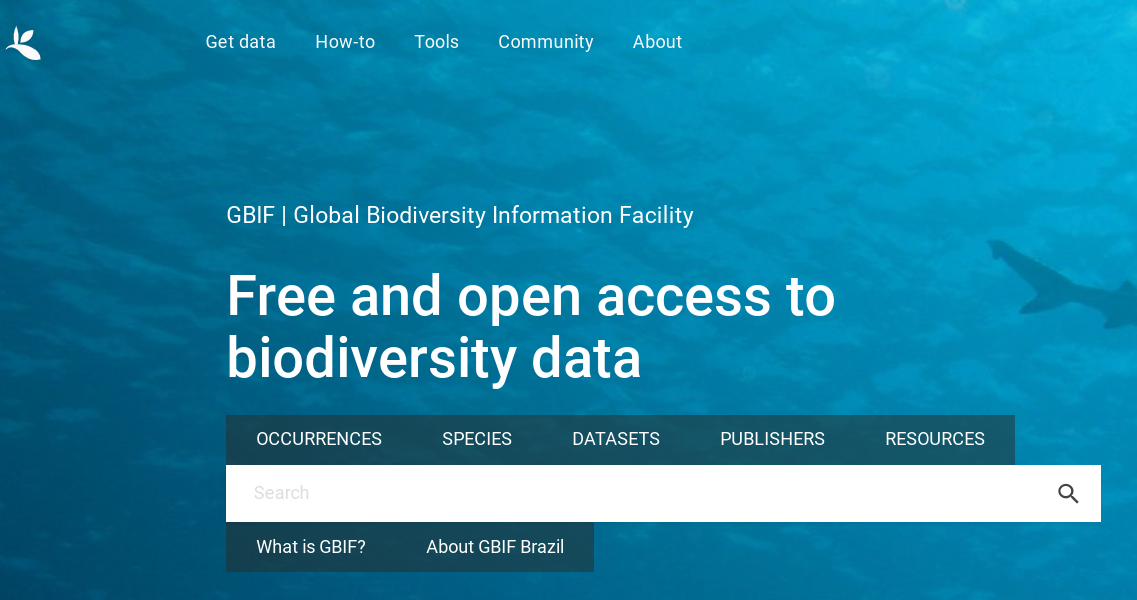 Get data How-to Tools Community About
GBIF | Global Biodiversity Information Facility
Free and open access to
biodiversity data
OCCURRENCES SPECIES DATASETS PUBLISHERS RESOURCES
Search
What is GBIF? About GBIF Brazil